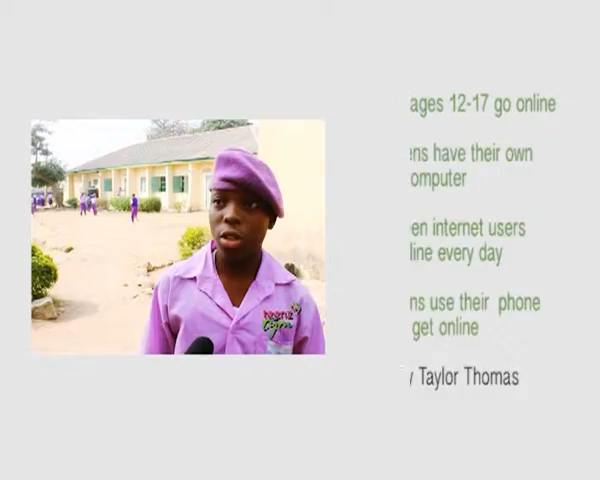 ages 12-17 go online
ens have their own
omputer
en internet users
line every day
ns use their phone
get online
Taylor Thomas